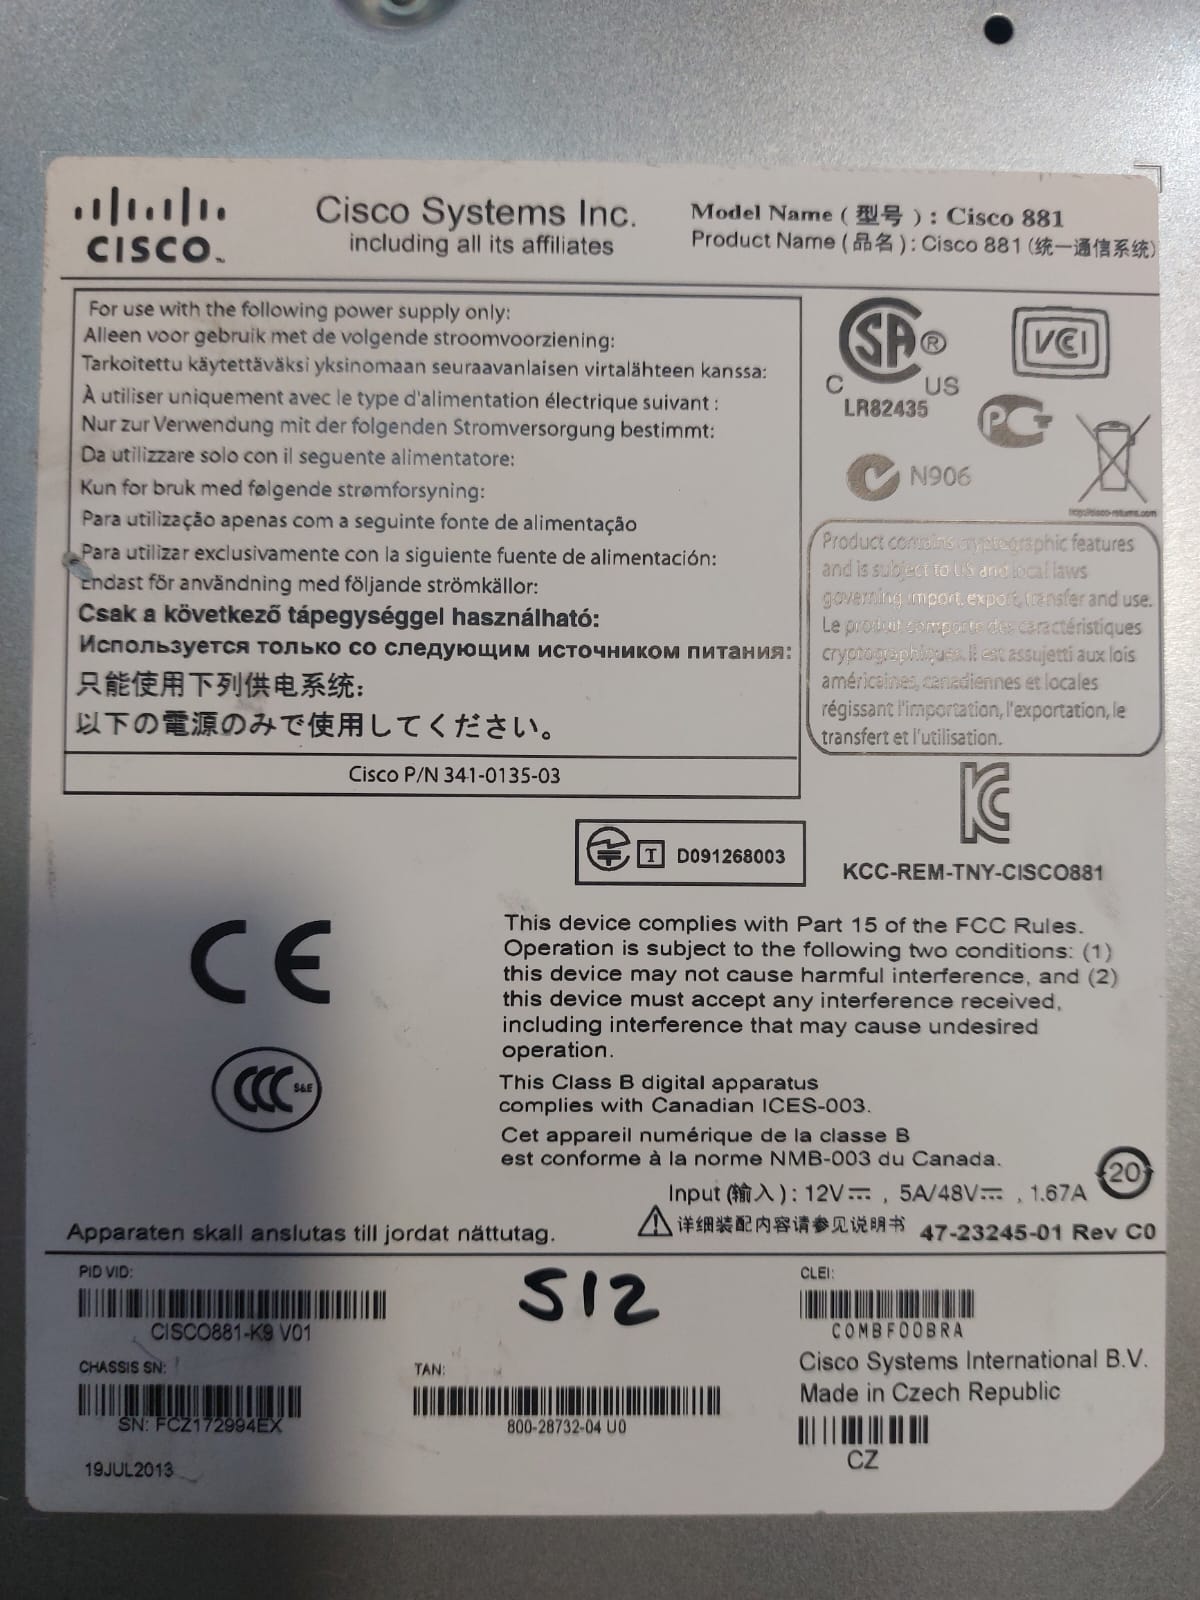 CISCO™
Cisco Systems Inc.
including all its affiliates
Model Name ( 型号 ) : Cisco 881
Product Name ( 品名 ) : Cisco 881 (统一通信系统)
For use with the following power supply only:
Alleen voor gebruik met de volgende stroomvoorziening:
Tarkoitettu käytettäväksi yksinomaan seuraavanlaisen virtalähteen kanssa:
À utiliser uniquement avec le type d'alimentation électrique suivant :
Nur zur Verwendung mit der folgenden Stromversorgung bestimmt:
Da utilizzare solo con il seguente alimentatore:
Kun for bruk med følgende strømforsyning:
Para utilização apenas com a seguinte fonte de alimentação
Para utilizar exclusivamente con la siguiente fuente de alimentación:
Endast för användning med följande strömkällor:
Csak a következő tápegységgel használható:
Используется только со следующим источником питания:
只能使用下列供电系统:
以下の電源のみで使用してください。
Cisco P/N 341-0135-03
SA ®
C US
LR82435
VCI
PC
N906
http://cisco-returns.com
Product contains cryptographic features
and is subject to US and local laws
governing import, export, transfer and use.
Le produit comporte des caractéristiques
cryptographiques. Il est assujetti aux lois
américaines, canadiennes et locales
régissant l'importation, l'exportation, le
transfert et l'utilisation.
T D091268003
KCC-REM-TNY-CISCO881
CE
This device complies with Part 15 of the FCC Rules.
Operation is subject to the following two conditions: (1)
this device may not cause harmful interference, and (2)
this device must accept any interference received,
including interference that may cause undesired
operation.
CCC S&E
This Class B digital apparatus
complies with Canadian ICES-003.
Cet appareil numérique de la classe B
est conforme à la norme NMB-003 du Canada.
20
Input (输入) : 12V⎓ , 5A/48V⎓ , 1.67A
详细装配内容请参见说明书
47-23245-01 Rev C0
Apparaten skall anslutas till jordat nättutag.
PID VID:
CISCO881-K9 V01
S12
CLEI:
COMBF00BRA
CHASSIS SN:
SN: FCZ172994EX
TAN:
800-28732-04 U0
Cisco Systems International B.V.
Made in Czech Republic
CZ
19JUL2013